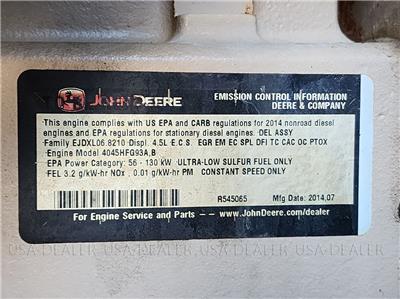 JOHN DEERE
EMISSION CONTROL INFORMATION
DEERE & COMPANY
This engine complies with US EPA and CARB regulations for 2014 nonroad diesel
engines and EPA regulations for stationary diesel engines. DEL ASSY
Family EJDXL06.8210 Displ. 4.5L E.C.S. EGR EM EC SPL DFI TC CAC OC PTOX
Engine Model 4045HFG93A,B
EPA Power Category: 56 - 130 kW ULTRA-LOW SULFUR FUEL ONLY
FEL 3.2 g/kW-hr NOx , 0.01 g/kW-hr PM CONSTANT SPEED ONLY
R545065
Mfg Date: 2014,07
For Engine Service and Parts -- www.JohnDeere.com/dealer
USA-DEALER USA-DEALER USA-DEALER USA-DEALER